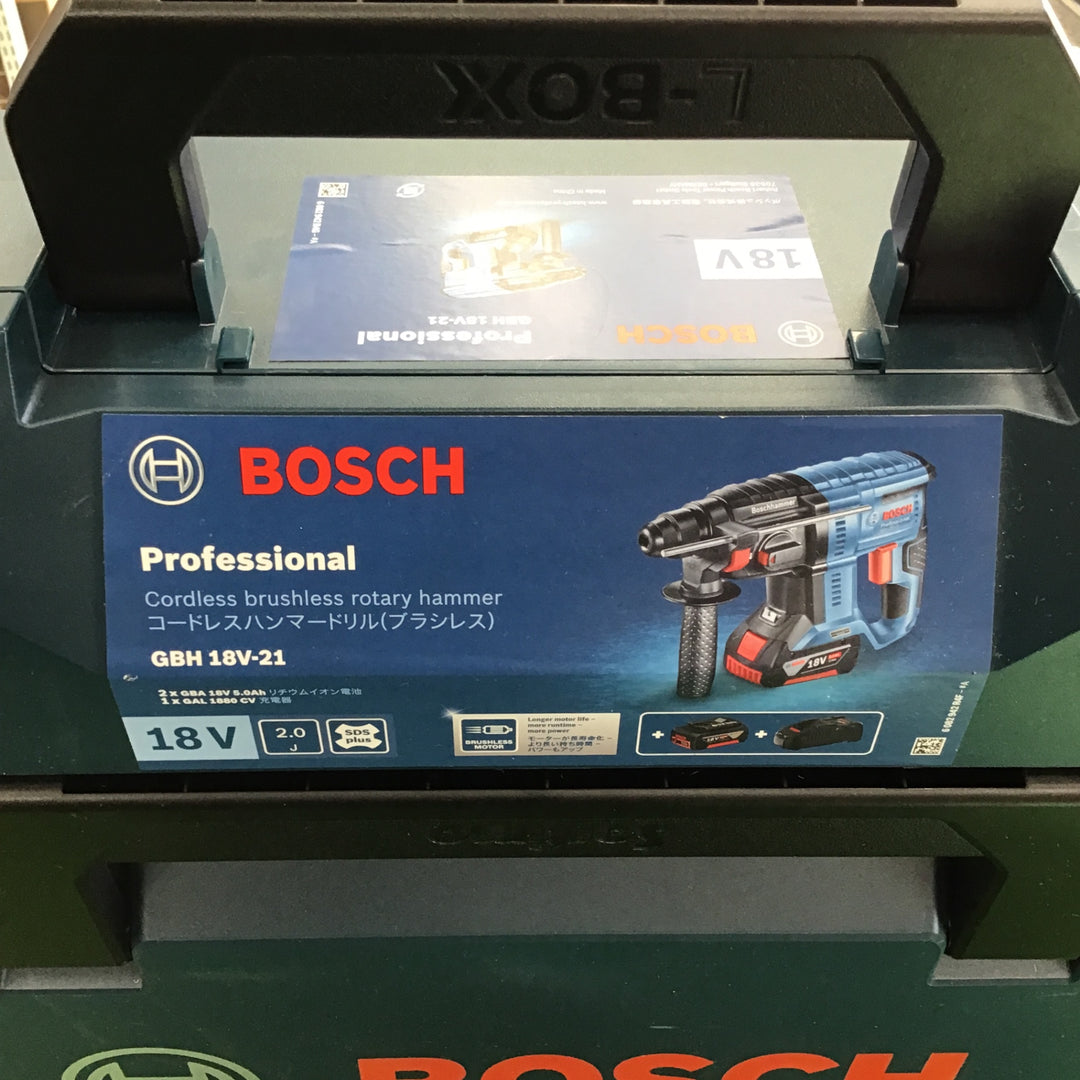 L-BOXX
BOSCH
18V
Professional
GBH 18V-21
Made in China
BOSCH
Professional
Cordless brushless rotary hammer
コードレスハンマードリル(ブラシレス)
GBH 18V-21
2 x GBA 18V 5.0Ah リチウムイオン電池
1 x GAL 1880 CV 充電器
18 V
2.0
J
SDS
plus
BRUSHLESS
MOTOR
Longer motor life –
more runtime –
more power
モーターが長寿命化 –
より長い持ち時間 –
パワーもアップ
+
+
Boschhammer
BOSCH
18V
BOSCH